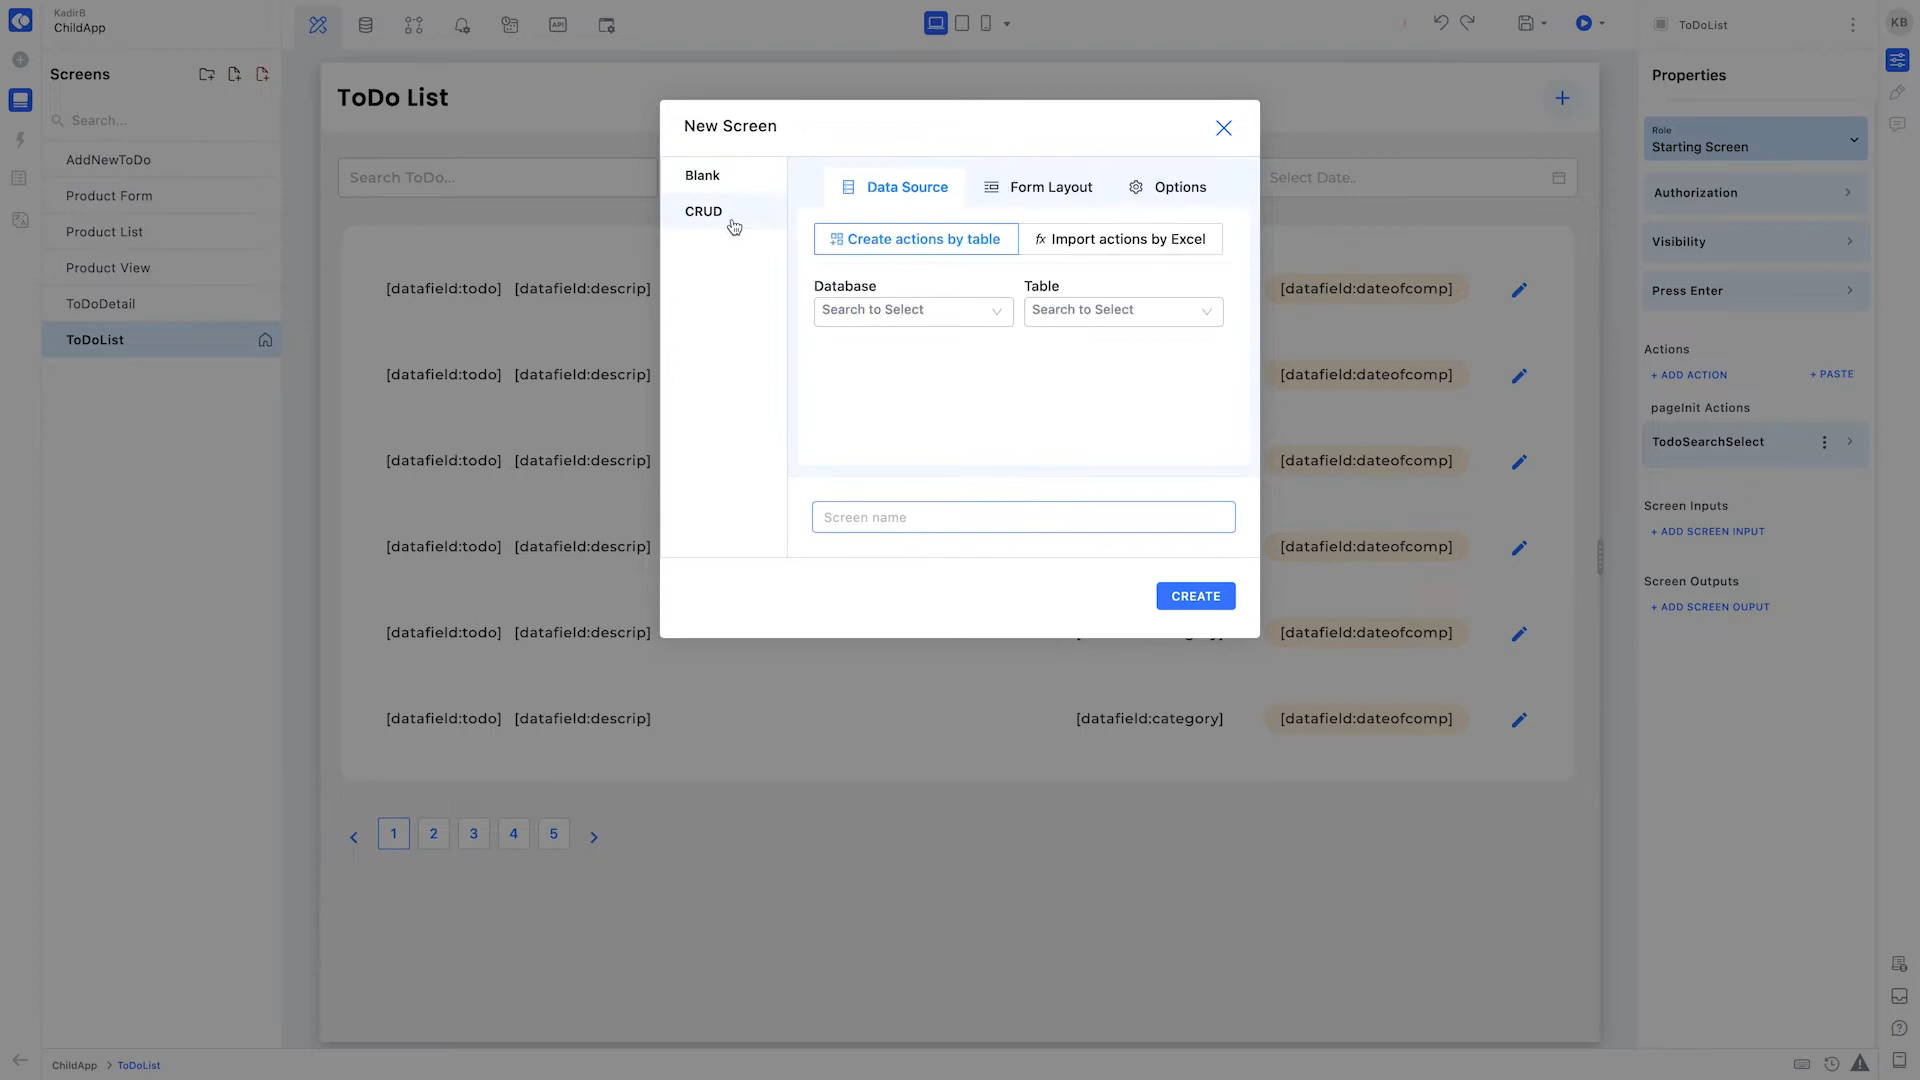 KadirB
ChildApp
KB
ToDoList
Screens
Search...
AddNewToDo
Product Form
Product List
Product View
ToDoDetail
ToDoList
API
ToDo List
Search ToDo...
Select Date..
[datafield:todo] [datafield:descrip] [datafield:dateofcomp]
[datafield:todo] [datafield:descrip] [datafield:dateofcomp]
[datafield:todo] [datafield:descrip] [datafield:dateofcomp]
[datafield:todo] [datafield:descrip] [datafield:dateofcomp]
[datafield:todo] [datafield:descrip] [datafield:dateofcomp]
[datafield:todo] [datafield:descrip] [datafield:category] [datafield:dateofcomp]
1 2 3 4 5
New Screen
Blank
CRUD
Data Source Form Layout Options
Create actions by table fx Import actions by Excel
Database Table
Search to Select Search to Select
Screen name
CREATE
Properties
Role
Starting Screen
Authorization
Visibility
Press Enter
Actions
+ ADD ACTION + PASTE
pageInit Actions
TodoSearchSelect
Screen Inputs
+ ADD SCREEN INPUT
Screen Outputs
+ ADD SCREEN OUPUT
ChildApp > ToDoList